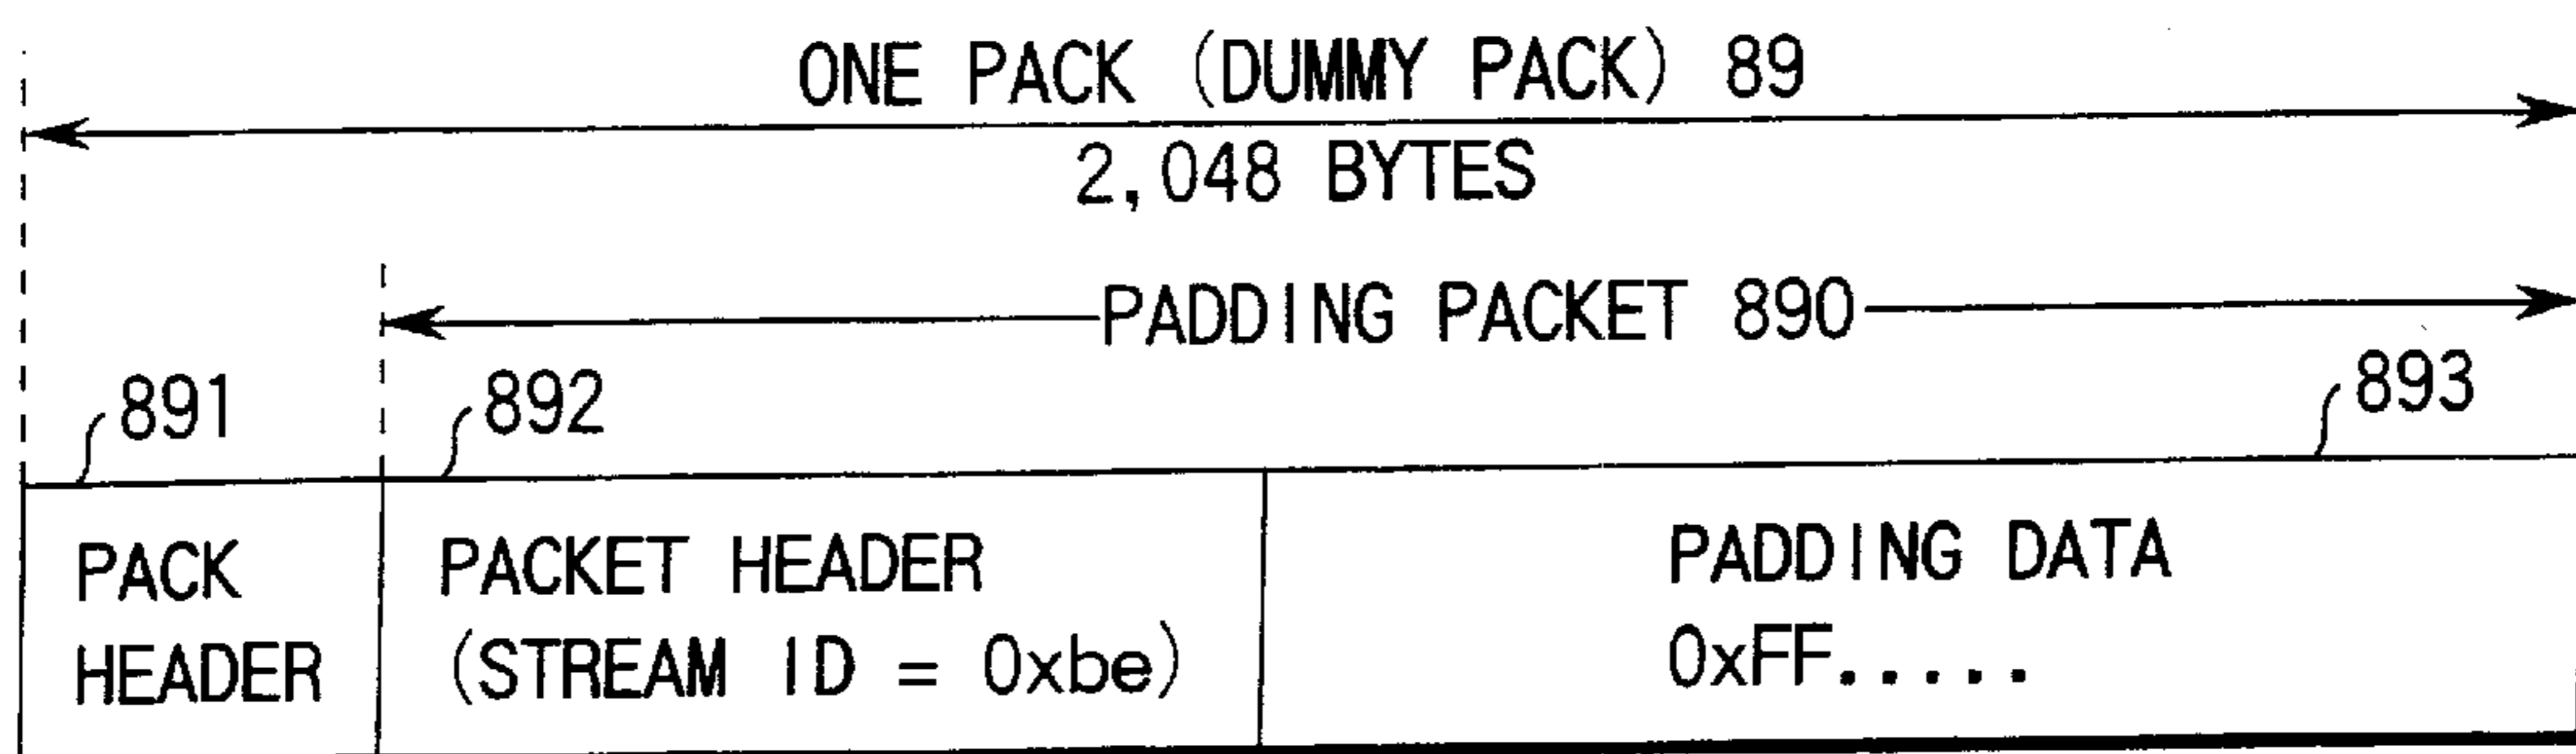 ONE PACK (DUMMY PACK) 89
2,048 BYTES
PADDING PACKET 890
891
892
893
PACK HEADER
PACKET HEADER
(STREAM ID = 0xbe)
PADDING DATA
0xFF.....